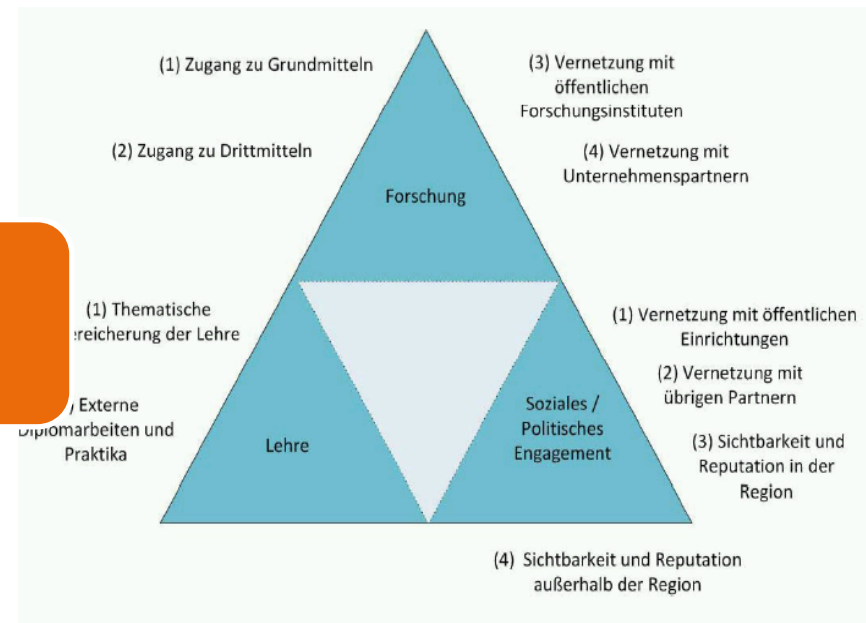 (1) Zugang zu Grundmitteln
(2) Zugang zu Drittmitteln
(3) Vernetzung mit
öffentlichen
Forschungsinstituten
(4) Vernetzung mit
Unternehmenspartnern
Forschung
(1) Thematische
der Lehre
Externe
Diplomarbeiten und
Praktika
Lehre
Soziales /
Politisches
Engagement
(1) Vernetzung mit öffentlichen
Einrichtungen
(2) Vernetzung mit
übrigen Partnern
(3) Sichtbarkeit und
Reputation in der
Region
(4) Sichtbarkeit und Reputation
außerhalb der Region